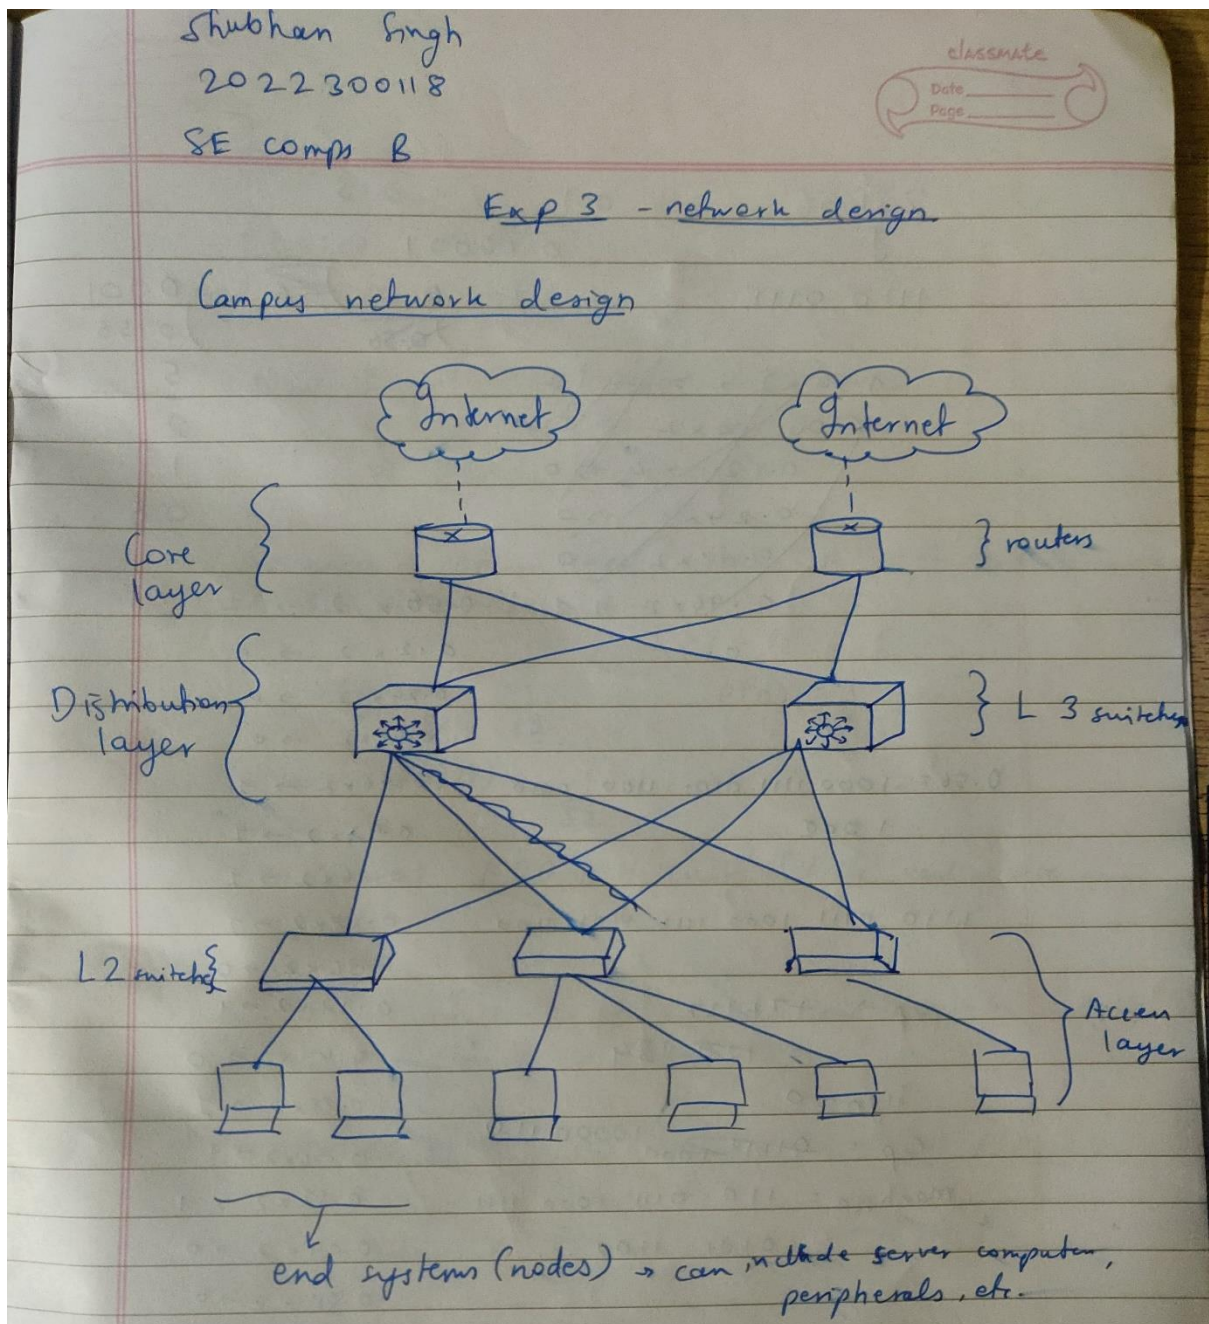 Shubhan Singh
2022300118
SE comps B
classmate
Date
Page
Exp 3 - network design
Campus network design
Internet
Internet
Core
layer
routers
Distribution
layer
L 3 switches
L2 switches
Access
layer
end systems (nodes) → can include server computers,
peripherals, etc.